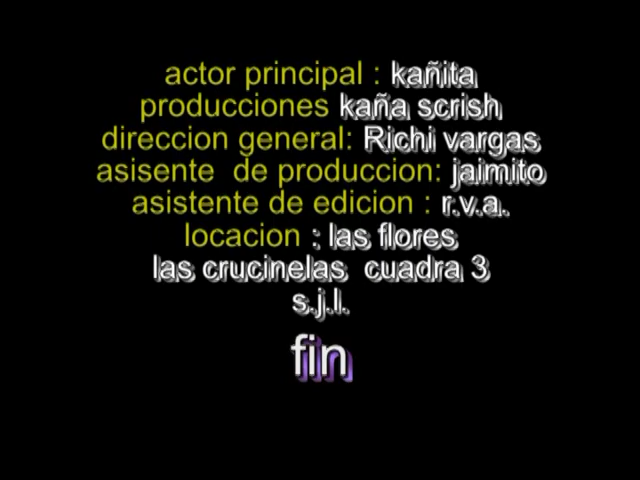 actor principal : kañita
producciones kaña scrish
direccion general: Richi vargas
asisente de produccion: jaimito
asistente de edicion : r.v.a.
locacion : las flores
las crucinelas cuadra 3
s.j.l.
fin